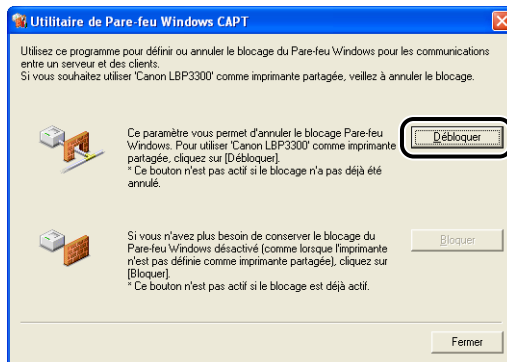 Utilitaire de Pare-feu Windows CAPT
Utilisez ce programme pour définir ou annuler le blocage du Pare-feu Windows pour les communications
entre un serveur et des clients.
Si vous souhaitez utiliser 'Canon LBP3300' comme imprimante partagée, veillez à annuler le blocage.
Ce paramètre vous permet d'annuler le blocage Pare-feu
Windows. Pour utiliser 'Canon LBP3300' comme imprimante
partagée, cliquez sur [Débloquer].
* Ce bouton n'est pas actif si le blocage n'a pas déjà été
annulé.
Débloquer
Si vous n'avez plus besoin de conserver le blocage du
Pare-feu Windows désactivé (comme lorsque l'imprimante
n'est pas définie comme imprimante partagée), cliquez sur
[Bloquer].
* Ce bouton n'est pas actif si le blocage est déjà actif.
Bloquer
Fermer